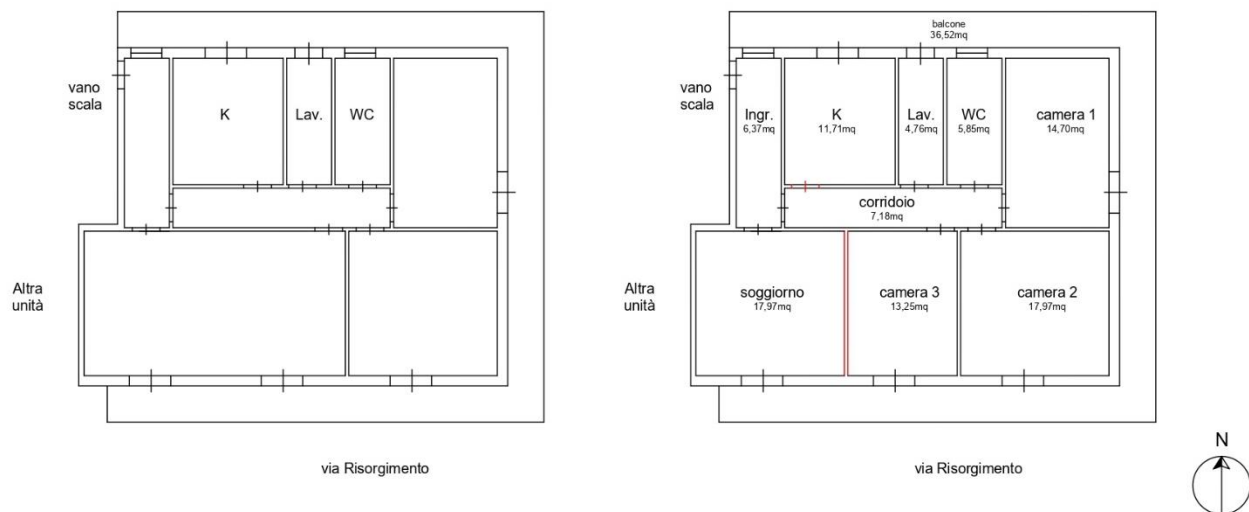 vano
scala
K
Lav.
WC
Altra
unità
via Risorgimento
balcone
36,52mq
vano
scala
Ingr.
6,37mq
K
11,71mq
Lav.
4,76mq
WC
5,85mq
camera 1
14,70mq
corridoio
7,18mq
Altra
unità
soggiorno
17,97mq
camera 3
13,25mq
camera 2
17,97mq
via Risorgimento
N